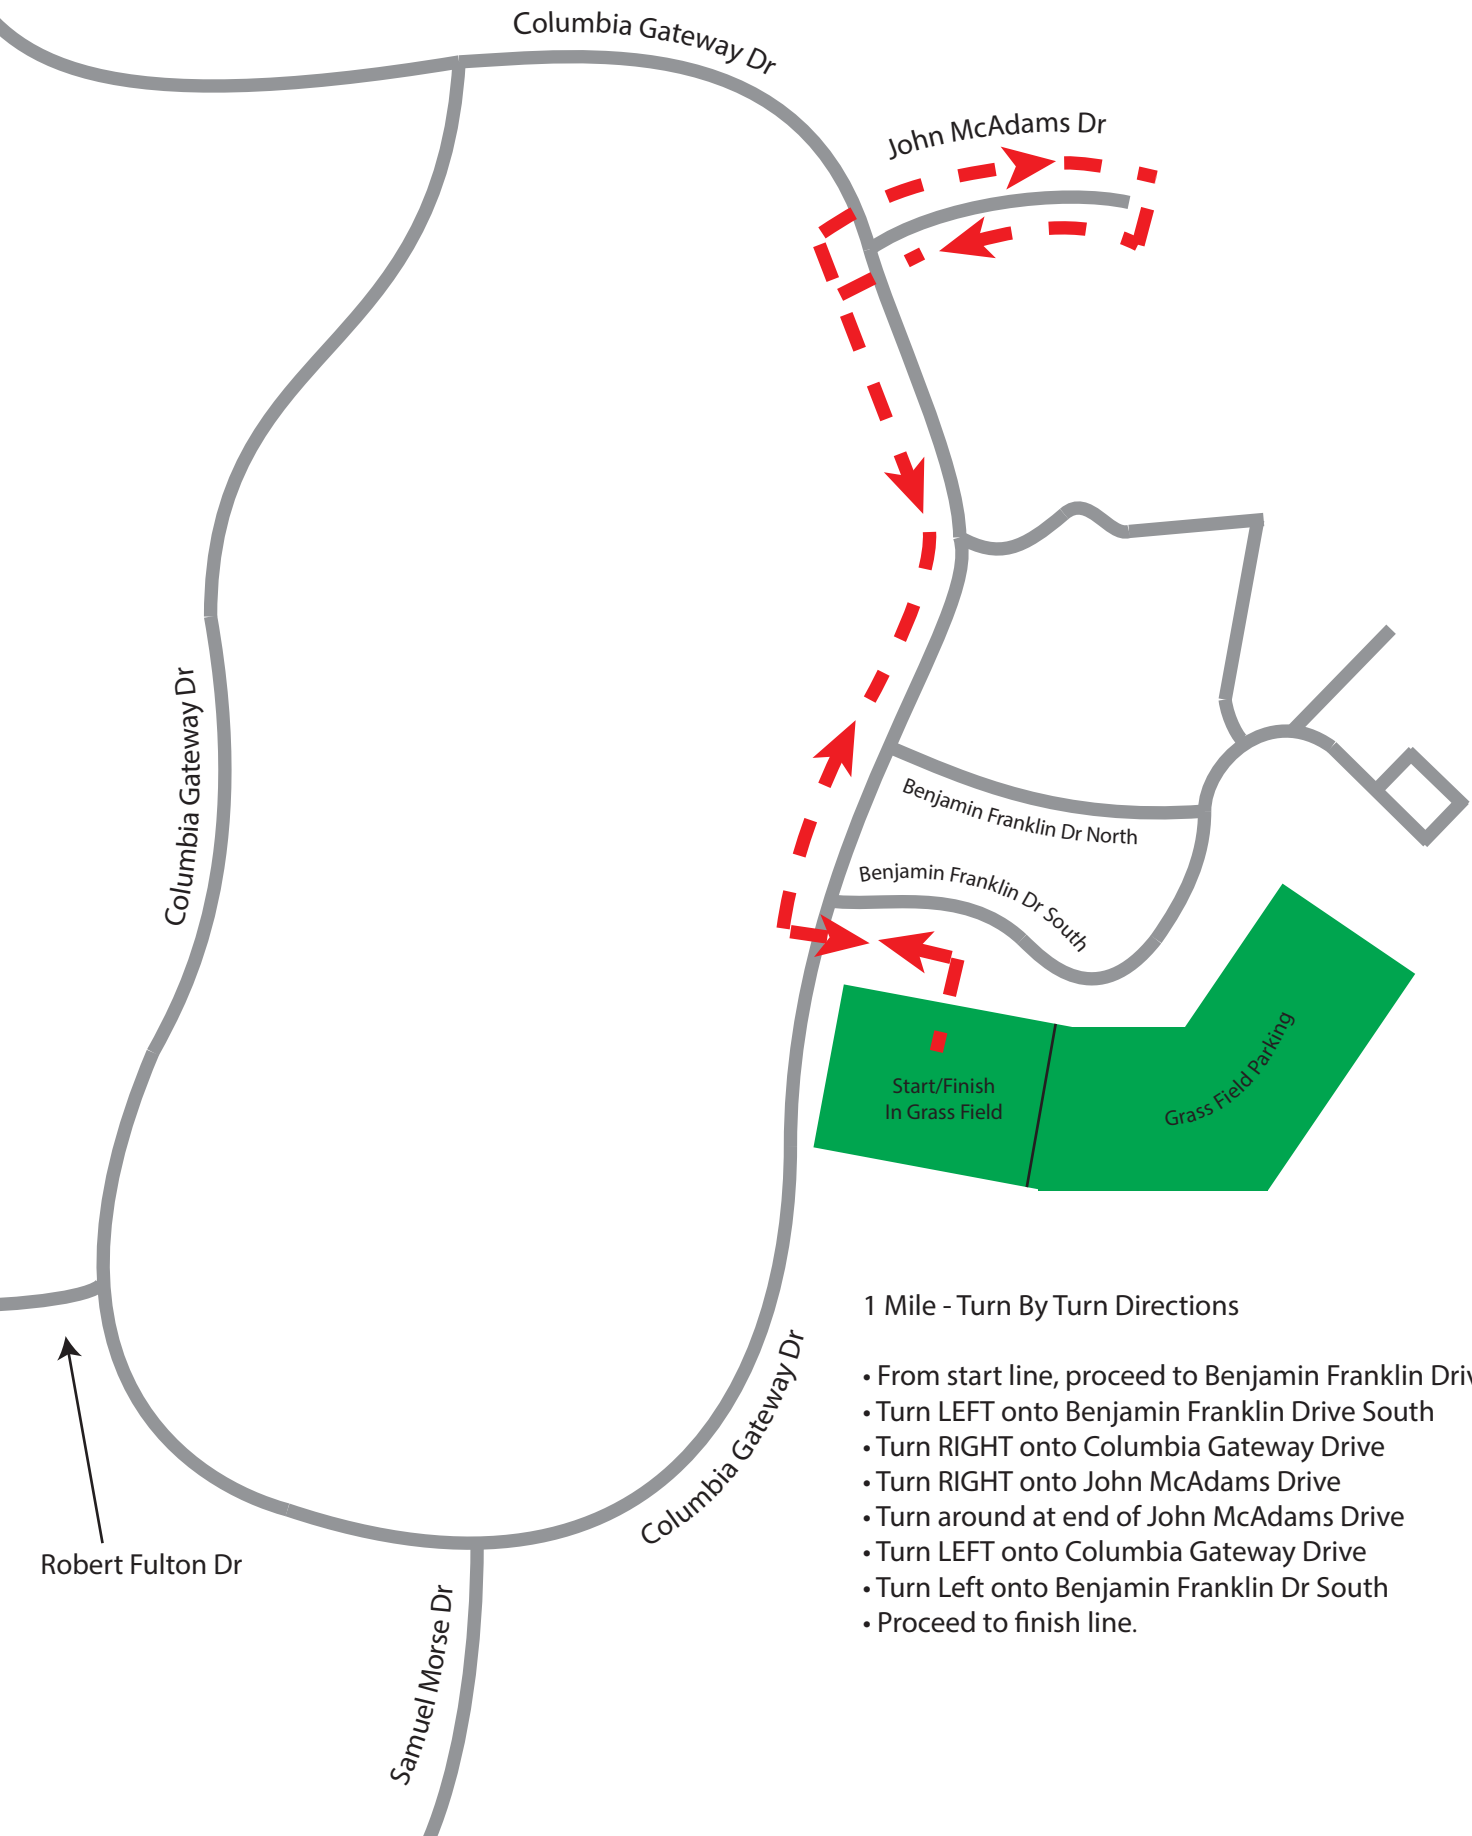 Columbia Gateway Dr
John McAdams Dr
Columbia Gateway Dr
Benjamin Franklin Dr North
Benjamin Franklin Dr South
Start/Finish
In Grass Field
Grass Field Parking
Columbia Gateway Dr
Robert Fulton Dr
Samuel Morse Dr
1 Mile - Turn By Turn Directions
• From start line, proceed to Benjamin Franklin Driv
• Turn LEFT onto Benjamin Franklin Drive South
• Turn RIGHT onto Columbia Gateway Drive
• Turn RIGHT onto John McAdams Drive
• Turn around at end of John McAdams Drive
• Turn LEFT onto Columbia Gateway Drive
• Turn Left onto Benjamin Franklin Dr South
• Proceed to finish line.